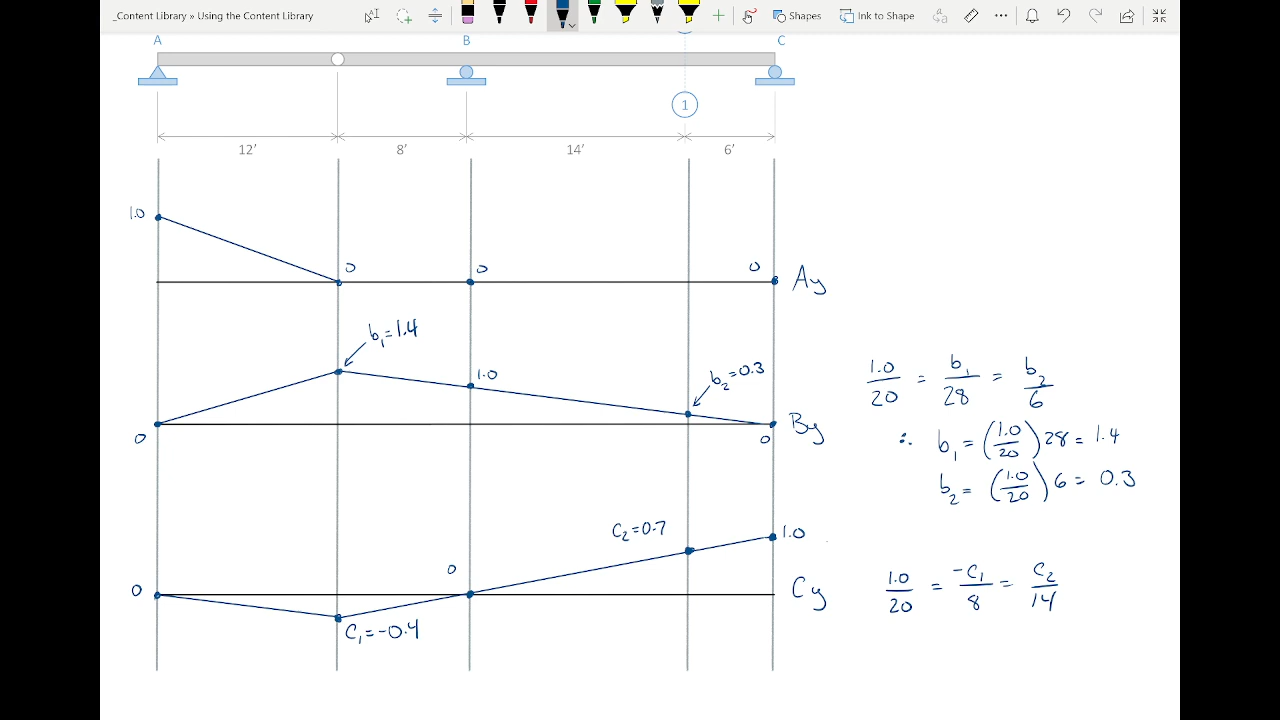 _Content Library » Using the Content Library
Shapes
Ink to Shape
A
B
C
1
12'
8'
14'
6'
1.0
0
0
0
Ay
b₁=1.4
1.0
b₂=0.3
0
0
By
1.0/20 = b₁/28 = b₂/6
∴ b₁ = (1.0/20)28 = 1.4
b₂ = (1.0/20)6 = 0.3
C₂=0.7
1.0
0
0
C₁=-0.4
Cy
1.0/20 = -C₁/8 = C₂/14